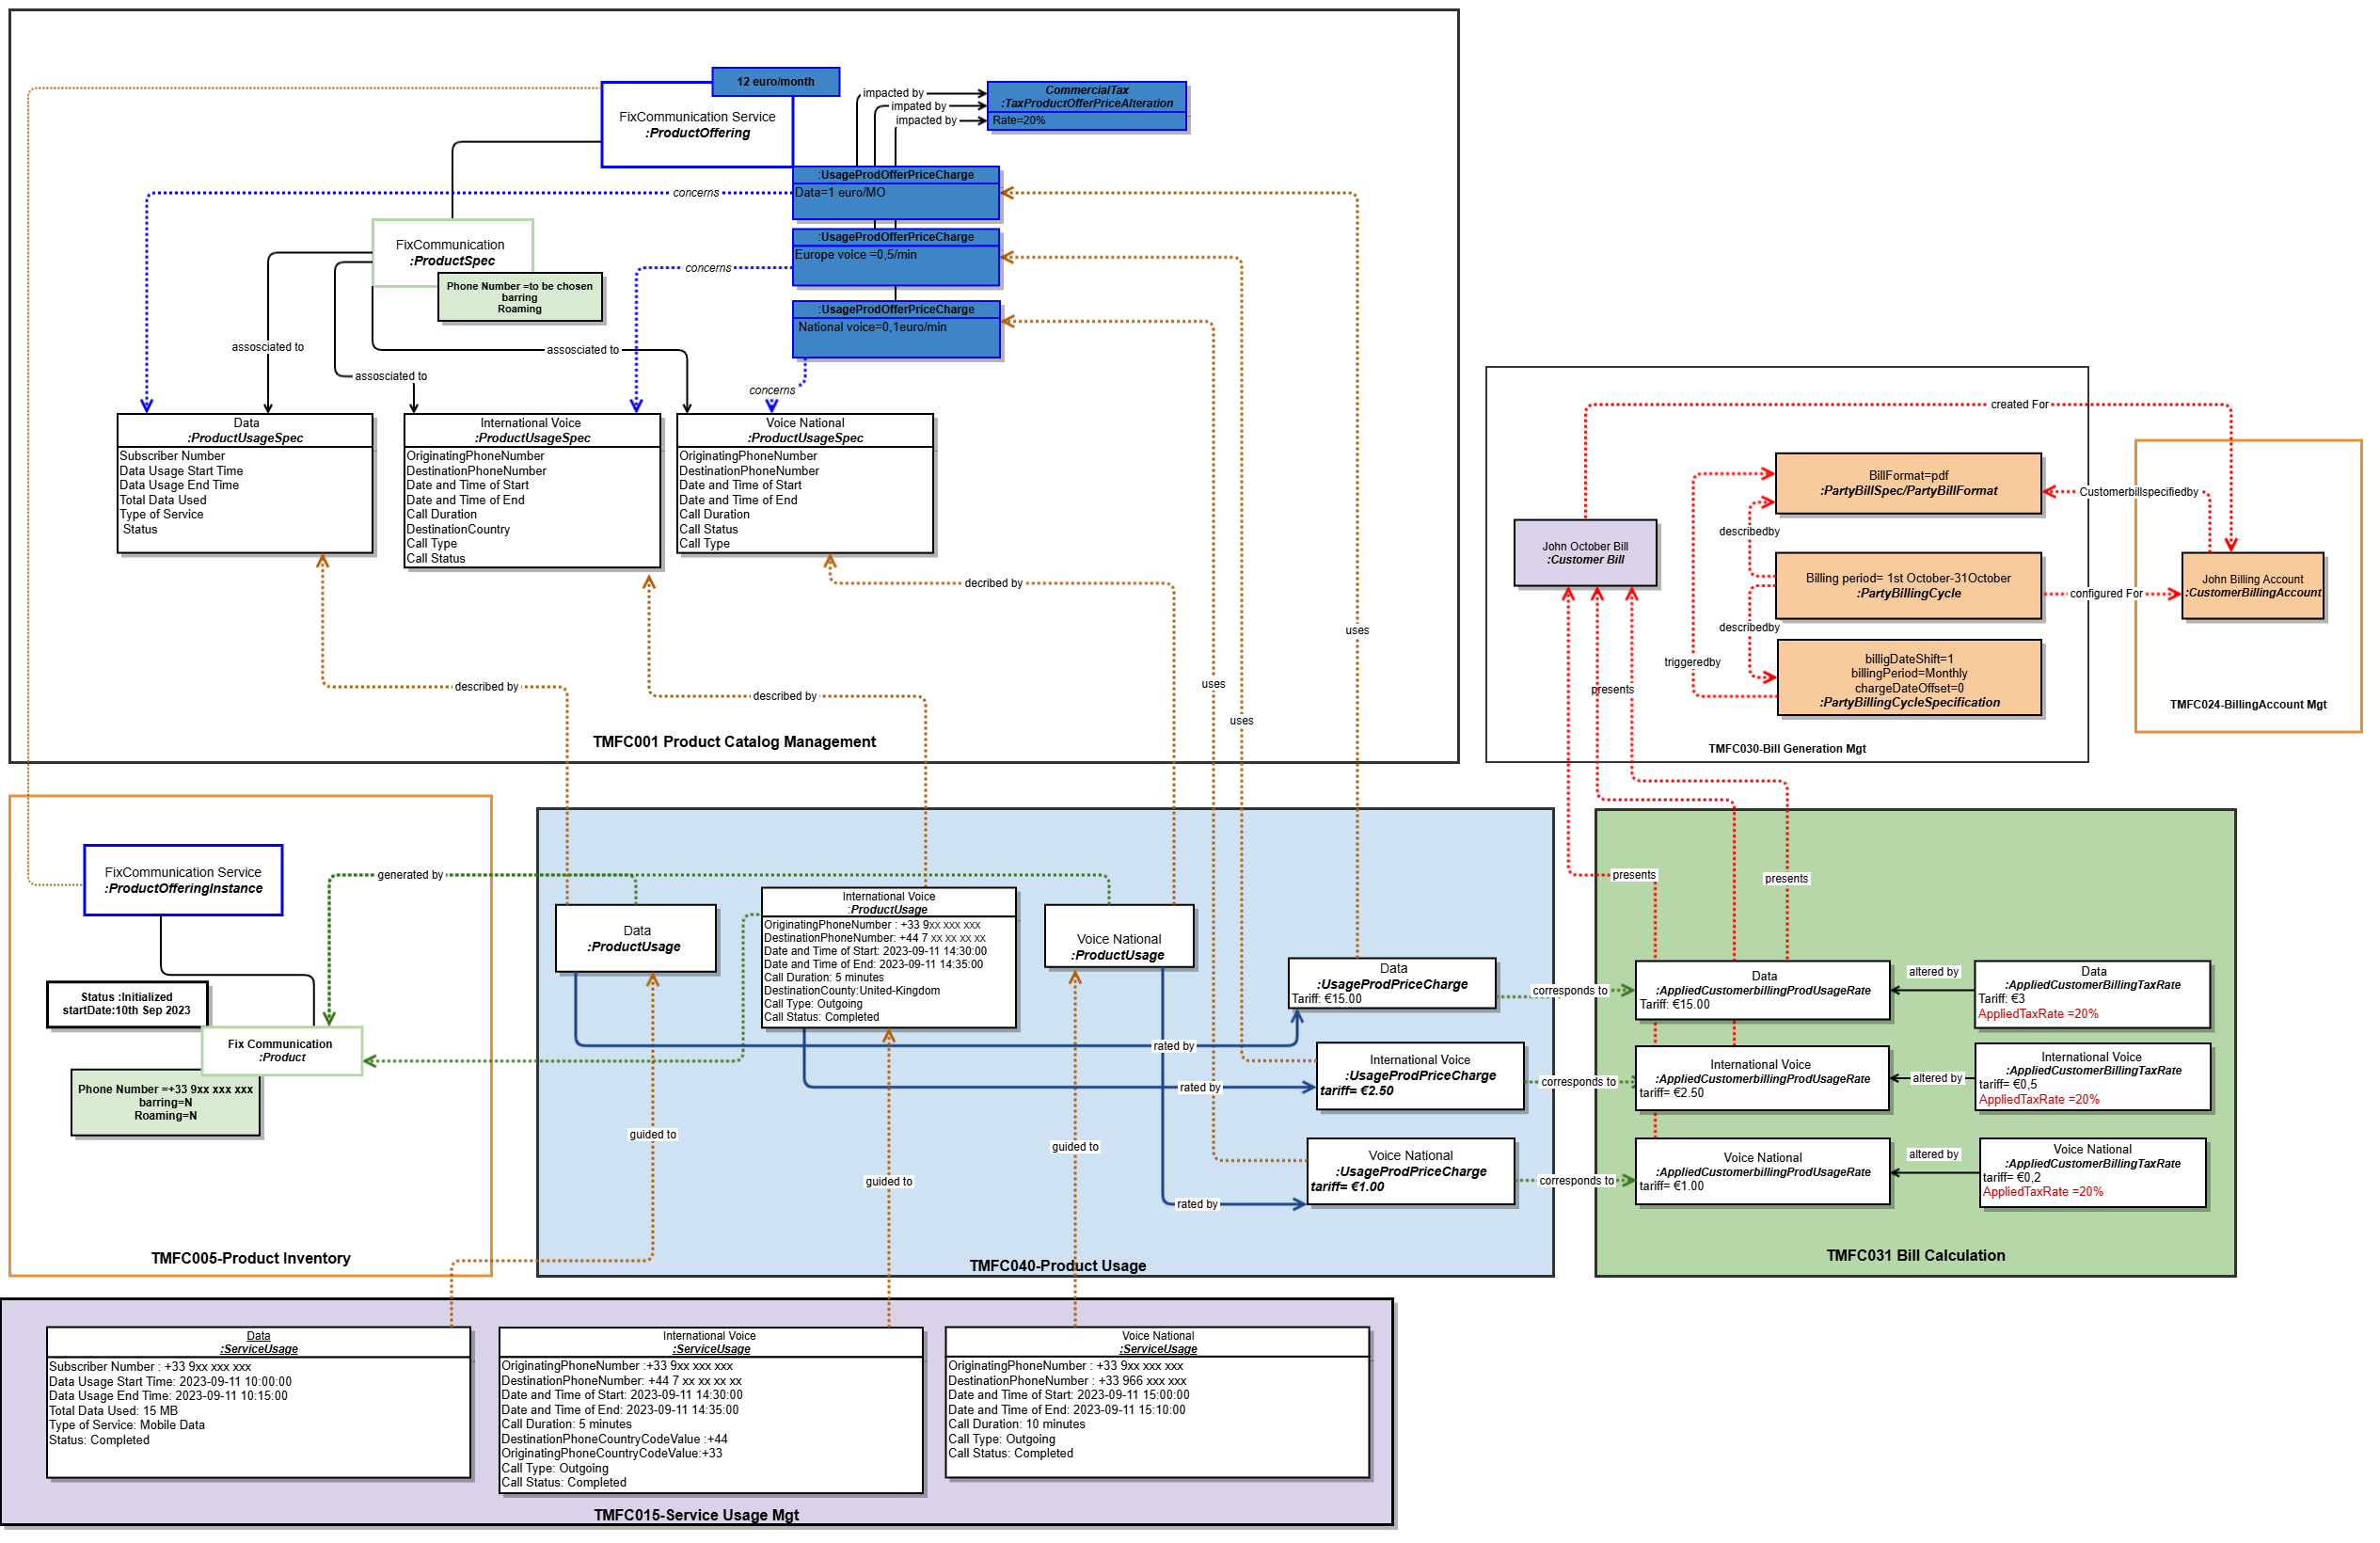 12 euro/month
FixCommunication Service
:ProductOffering
impacted by
impated by
impacted by
CommercialTax
:TaxProductOfferPriceAlteration
Rate=20%
:UsageProdOfferPriceCharge
Data=1 euro/MO
concerns
:UsageProdOfferPriceCharge
Europe voice =0,5/min
concerns
:UsageProdOfferPriceCharge
National voice=0,1euro/min
concerns
FixCommunication
:ProductSpec
Phone Number =to be chosen
barring
Roaming
assosciated to
assosciated to
assosciated to
Data
:ProductUsageSpec
Subscriber Number
Data Usage Start Time
Data Usage End Time
Total Data Used
Type of Service
Status
International Voice
:ProductUsageSpec
OriginatingPhoneNumber
DestinationPhoneNumber
Date and Time of Start
Date and Time of End
Call Duration
DestinationCountry
Call Type
Call Status
Voice National
:ProductUsageSpec
OriginatingPhoneNumber
DestinationPhoneNumber
Date and Time of Start
Date and Time of End
Call Duration
Call Status
Call Type
decribed by
described by
described by
uses
uses
uses
TMFC001 Product Catalog Management
created For
BillFormat=pdf
:PartyBillSpec/PartyBillFormat
Customerbillspecifiedby
describedby
John October Bill
:Customer Bill
Billing period= 1st October-31October
:PartyBillingCycle
configured For
John Billing Account
:CustomerBillingAccount
describedby
triggeredby
billigDateShift=1
billingPeriod=Monthly
chargeDateOffset=0
:PartyBillingCycleSpecification
presents
TMFC030-Bill Generation Mgt
TMFC024-BillingAccount Mgt
FixCommunication Service
:ProductOfferingInstance
Status :Initialized
startDate:10th Sep 2023
Fix Communication
:Product
Phone Number =+33 9xx xxx xxx
barring=N
Roaming=N
TMFC005-Product Inventory
generated by
Data
:ProductUsage
International Voice
:ProductUsage
OriginatingPhoneNumber : +33 9xx xxx xxx
DestinationPhoneNumber: +44 7 xx xx xx xx
Date and Time of Start: 2023-09-11 14:30:00
Date and Time of End: 2023-09-11 14:35:00
Call Duration: 5 minutes
DestinationCounty:United-Kingdom
Call Type: Outgoing
Call Status: Completed
Voice National
:ProductUsage
Data
:UsageProdPriceCharge
Tariff: €15.00
rated by
International Voice
:UsageProdPriceCharge
tariff= €2.50
rated by
Voice National
:UsageProdPriceCharge
tariff= €1.00
rated by
guided to
guided to
guided to
TMFC040-Product Usage
corresponds to
corresponds to
corresponds to
presents
presents
Data
:AppliedCustomerbillingProdUsageRate
Tariff: €15.00
altered by
Data
:AppliedCustomerBillingTaxRate
Tariff: €3
AppliedTaxRate =20%
International Voice
:AppliedCustomerbillingProdUsageRate
tariff= €2.50
altered by
International Voice
:AppliedCustomerBillingTaxRate
tariff= €0,5
AppliedTaxRate =20%
Voice National
:AppliedCustomerbillingProdUsageRate
tariff= €1.00
altered by
Voice National
:AppliedCustomerBillingTaxRate
tariff= €0,2
AppliedTaxRate =20%
TMFC031 Bill Calculation
Data
:ServiceUsage
Subscriber Number : +33 9xx xxx xxx
Data Usage Start Time: 2023-09-11 10:00:00
Data Usage End Time: 2023-09-11 10:15:00
Total Data Used: 15 MB
Type of Service: Mobile Data
Status: Completed
International Voice
:ServiceUsage
OriginatingPhoneNumber :+33 9xx xxx xxx
DestinationPhoneNumber: +44 7 xx xx xx xx
Date and Time of Start: 2023-09-11 14:30:00
Date and Time of End: 2023-09-11 14:35:00
Call Duration: 5 minutes
DestinationPhoneCountryCodeValue :+44
OriginatingPhoneCountryCodeValue:+33
Call Type: Outgoing
Call Status: Completed
Voice National
:ServiceUsage
OriginatingPhoneNumber : +33 9xx xxx xxx
DestinationPhoneNumber : +33 966 xxx xxx
Date and Time of Start: 2023-09-11 15:00:00
Date and Time of End: 2023-09-11 15:10:00
Call Duration: 10 minutes
Call Type: Outgoing
Call Status: Completed
TMFC015-Service Usage Mgt